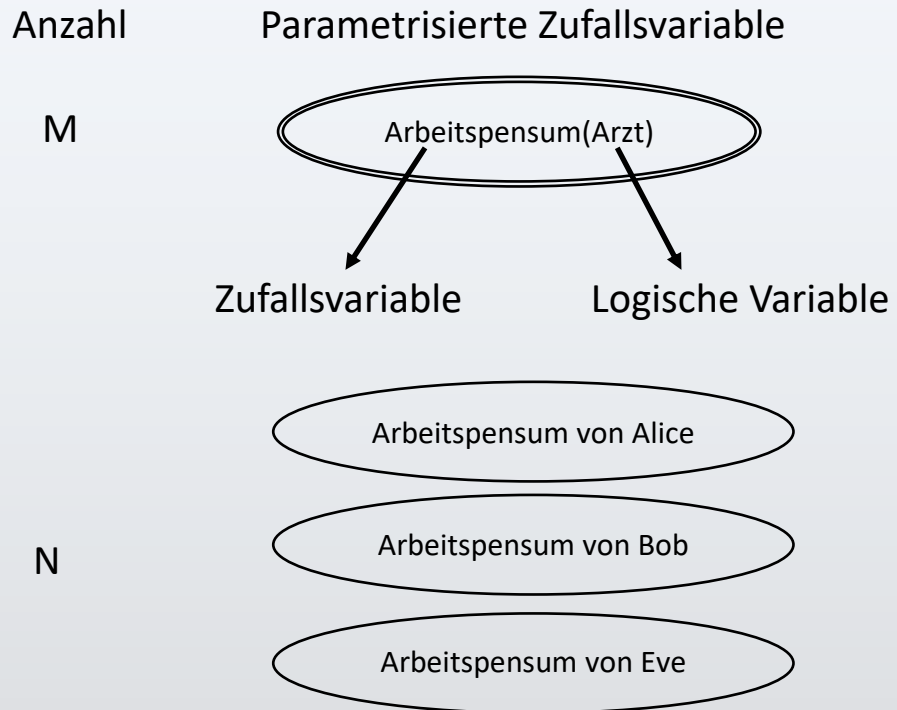 Anzahl Parametrisierte Zufallsvariable
M Arbeitspensum(Arzt)
Zufallsvariable Logische Variable
Arbeitspensum von Alice
Arbeitspensum von Bob
N
Arbeitspensum von Eve